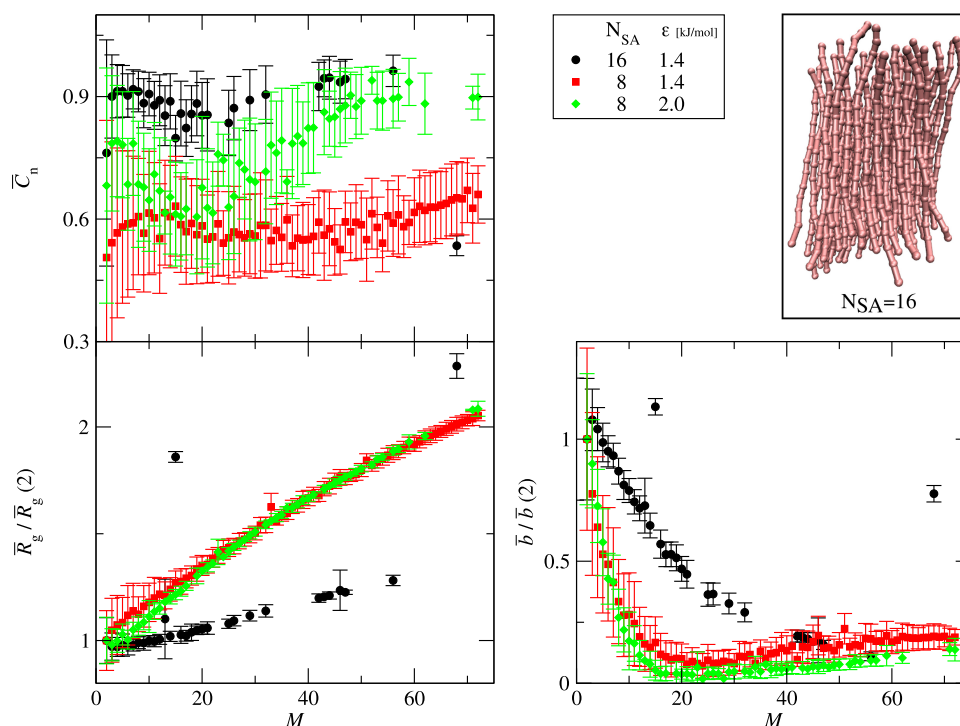 N_SA ε [kJ/mol]
16 1.4
8 1.4
8 2.0
N_SA=16
C̅_n
0.9
0.6
0.3
R̅_g / R̅_g (2)
2
1
0 20 40 60
M
b̅ / b̅ (2)
1
0.5
0
0 20 40 60
M